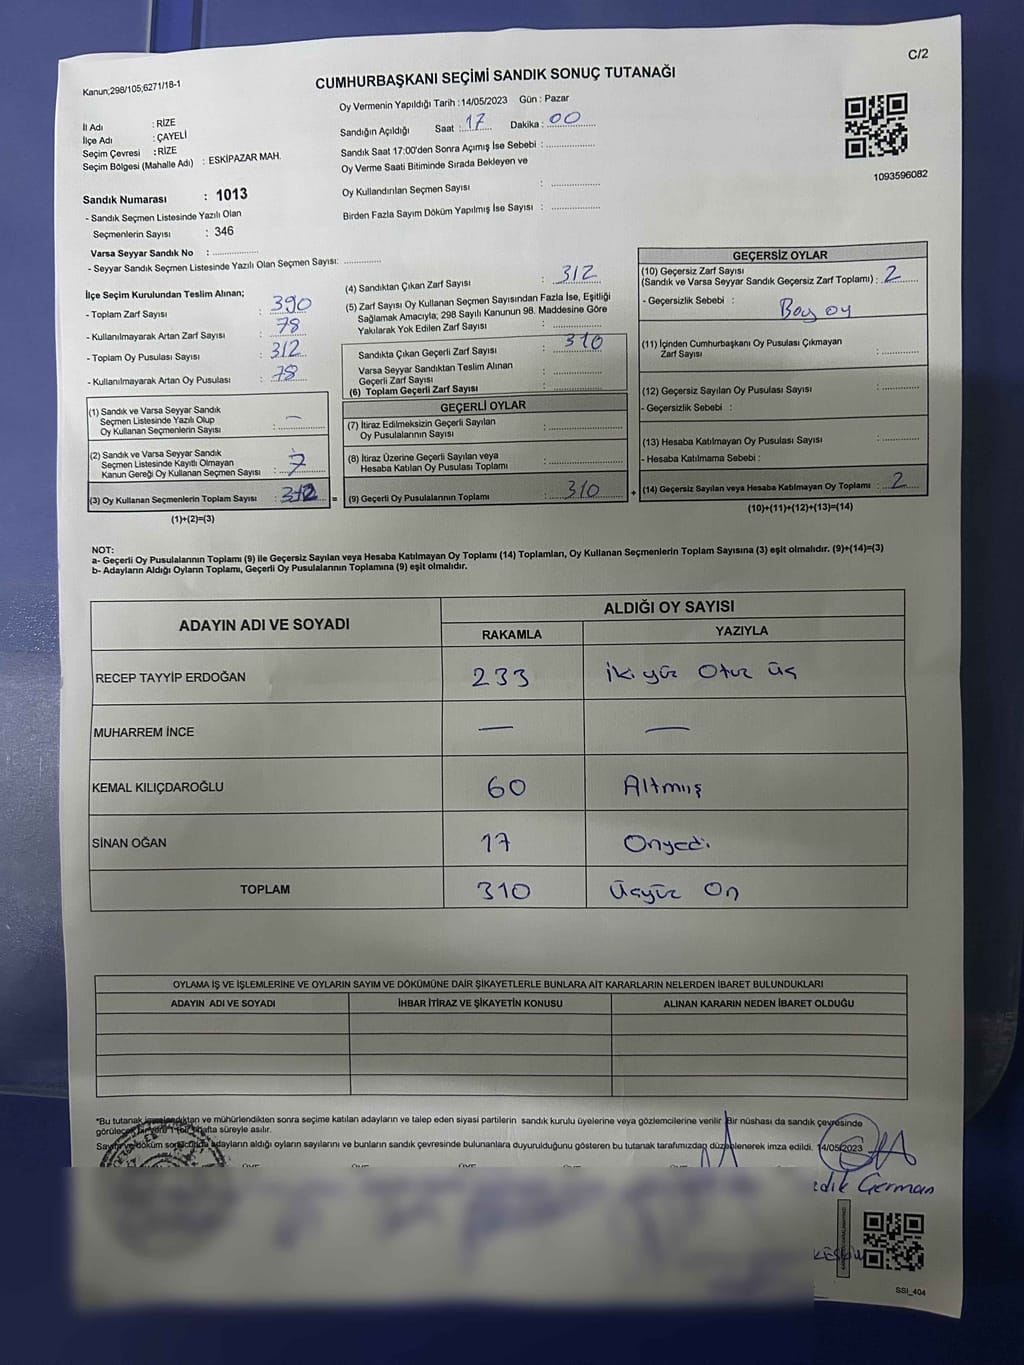 C/2
Kanun;298/105;6271/18-1
CUMHURBAŞKANI SEÇİMİ SANDIK SONUÇ TUTANAĞI
Oy Vermenin Yapıldığı Tarih : 14/05/2023 Gün : Pazar
İl Adı : RİZE
İlçe Adı : ÇAYELİ
Seçim Çevresi : RİZE
Seçim Bölgesi (Mahalle Adı) : ESKİPAZAR MAH.
Sandık Numarası : 1013
- Sandık Seçmen Listesinde Yazılı Olan
Seçmenlerin Sayısı : 346
Varsa Seyyar Sandık No :
- Seyyar Sandık Seçmen Listesinde Yazılı Olan Seçmen Sayısı:
Sandığın Açıldığı Saat : 17 Dakika : 00
Sandık Saat 17:00'den Sonra Açımış İse Sebebi :
Oy Verme Saati Bitiminde Sırada Bekleyen ve
Oy Kullandırılan Seçmen Sayısı :
Birden Fazla Sayım Döküm Yapılmış İse Sayısı :
1093596082
İlçe Seçim Kurulundan Teslim Alınan;
- Toplam Zarf Sayısı : 390
- Kullanılmayarak Artan Zarf Sayısı : 78
- Toplam Oy Pusulası Sayısı : 312
- Kullanılmayarak Artan Oy Pusulası : 78
(1) Sandık ve Varsa Seyyar Sandık
Seçmen Listesinde Yazılı Olup
Oy Kullanan Seçmenlerin Sayısı : —
(2) Sandık ve Varsa Seyyar Sandık
Seçmen Listesinde Kayıtlı Olmayan
Kanun Gereği Oy Kullanan Seçmen Sayısı : 7
(3) Oy Kullanan Seçmenlerin Toplam Sayısı : 312 =
(1)+(2)=(3)
(4) Sandıktan Çıkan Zarf Sayısı : 312
(5) Zarf Sayısı Oy Kullanan Seçmen Sayısından Fazla İse, Eşitliği
Sağlamak Amacıyla; 298 Sayılı Kanunun 98. Maddesine Göre
Yakılarak Yok Edilen Zarf Sayısı :
Sandıkta Çıkan Geçerli Zarf Sayısı : 310
Varsa Seyyar Sandıktan Teslim Alınan
Geçerli Zarf Sayısı :
(6) Toplam Geçerli Zarf Sayısı :
GEÇERLİ OYLAR
(7) İtiraz Edilmeksizin Geçerli Sayılan
Oy Pusulalarının Sayısı :
(8) İtiraz Üzerine Geçerli Sayılan veya
Hesaba Katılan Oy Pusulası Toplamı :
(9) Geçerli Oy Pusulalarının Toplamı : 310 +
GEÇERSİZ OYLAR
(10) Geçersiz Zarf Sayısı
(Sandık ve Varsa Seyyar Sandık Geçersiz Zarf Toplamı) : 2
- Geçersizlik Sebebi : Boş oy
(11) İçinden Cumhurbaşkanı Oy Pusulası Çıkmayan
Zarf Sayısı :
(12) Geçersiz Sayılan Oy Pusulası Sayısı :
- Geçersizlik Sebebi :
(13) Hesaba Katılmayan Oy Pusulası Sayısı :
- Hesaba Katılmama Sebebi :
(14) Geçersiz Sayılan veya Hesaba Katılmayan Oy Toplamı : 2
(10)+(11)+(12)+(13)=(14)
NOT:
a- Geçerli Oy Pusulalarının Toplamı (9) ile Geçersiz Sayılan veya Hesaba Katılmayan Oy Toplamı (14) Toplamları, Oy Kullanan Seçmenlerin Toplam Sayısına (3) eşit olmalıdır. (9)+(14)=(3)
b- Adayların Aldığı Oyların Toplamı, Geçerli Oy Pusulalarının Toplamına (9) eşit olmalıdır.
ADAYIN ADI VE SOYADI ALDIĞI OY SAYISI
RAKAMLA YAZIYLA
RECEP TAYYİP ERDOĞAN 233 İki yüz Otuz üç
MUHARREM İNCE — —
KEMAL KILIÇDAROĞLU 60 Altmış
SİNAN OĞAN 17 Onyedi
TOPLAM 310 Üçyüz On
OYLAMA İŞ VE İŞLEMLERİNE VE OYLARIN SAYIM VE DÖKÜMÜNE DAİR ŞİKAYETLERLE BUNLARA AİT KARARLARIN NELERDEN İBARET BULUNDUKLARI
ADAYIN ADI VE SOYADI İHBAR İTİRAZ VE ŞİKAYETİN KONUSU ALINAN KARARIN NEDEN İBARET OLDUĞU
*Bu tutanak imzalandıktan ve mühürlendikten sonra seçime katılan adayların ve talep eden siyasi partilerin sandık kurulu üyelerine veya gözlemcilerine verilir. Bir nüshası da sandık çevresinde
hafta süreyle asılır.
adayların aldığı oyların sayılarını ve bunların sandık çevresinde bulunanlara duyurulduğunu gösteren bu tutanak tarafımızdan düzenlenerek imza edildi. 14/05/2023
German
SSI_404